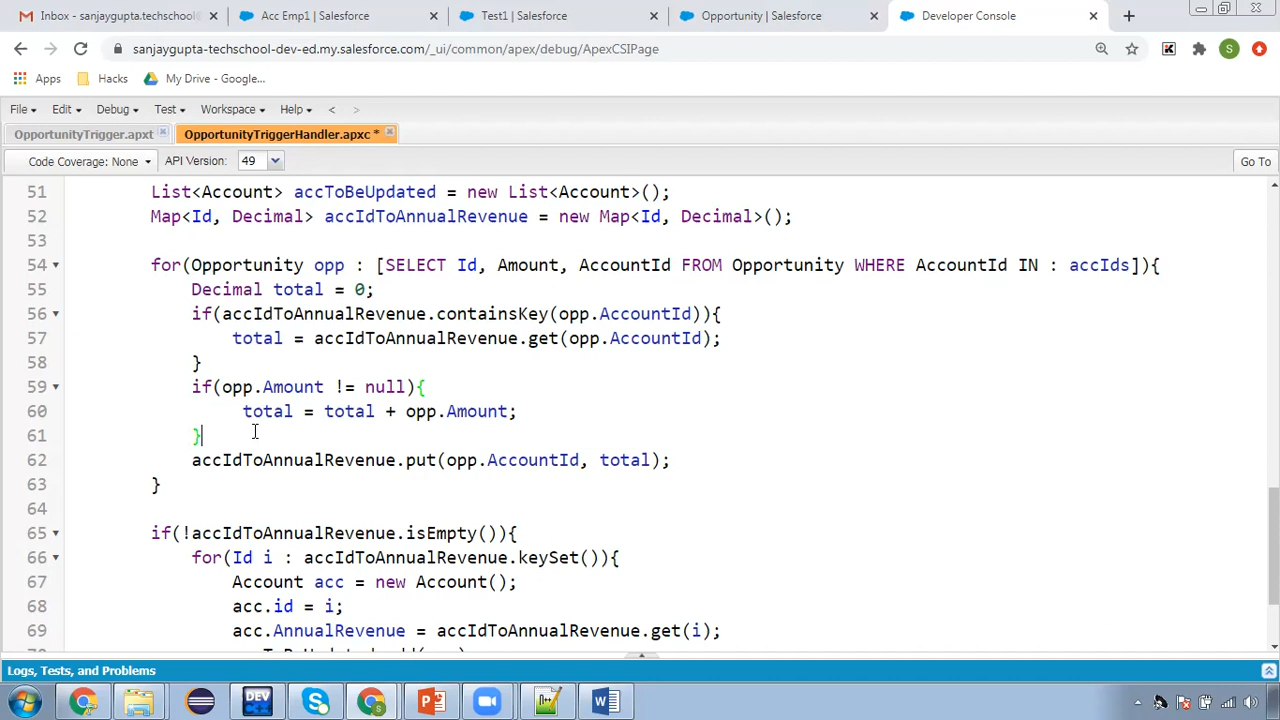 Inbox - sanjaygupta.techschool
Acc Emp1 | Salesforce
Test1 | Salesforce
Opportunity | Salesforce
Developer Console
sanjaygupta-techschool-dev-ed.my.salesforce.com/_ui/common/apex/debug/ApexCSIPage
S
Apps
Hacks
My Drive - Google...
File
Edit
Debug
Test
Workspace
Help
<
>
OpportunityTrigger.apxt
OpportunityTriggerHandler.apxc *
Code Coverage: None
API Version:
49
Go To
51 List<Account> accToBeUpdated = new List<Account>();
52 Map<Id, Decimal> accIdToAnnualRevenue = new Map<Id, Decimal>();
53
54 for(Opportunity opp : [SELECT Id, Amount, AccountId FROM Opportunity WHERE AccountId IN : accIds]){
55 Decimal total = 0;
56 if(accIdToAnnualRevenue.containsKey(opp.AccountId)){
57 total = accIdToAnnualRevenue.get(opp.AccountId);
58 }
59 if(opp.Amount != null){
60 total = total + opp.Amount;
61 }
62 accIdToAnnualRevenue.put(opp.AccountId, total);
63 }
64
65 if(!accIdToAnnualRevenue.isEmpty()){
66 for(Id i : accIdToAnnualRevenue.keySet()){
67 Account acc = new Account();
68 acc.id = i;
69 acc.AnnualRevenue = accIdToAnnualRevenue.get(i);
Logs, Tests, and Problems